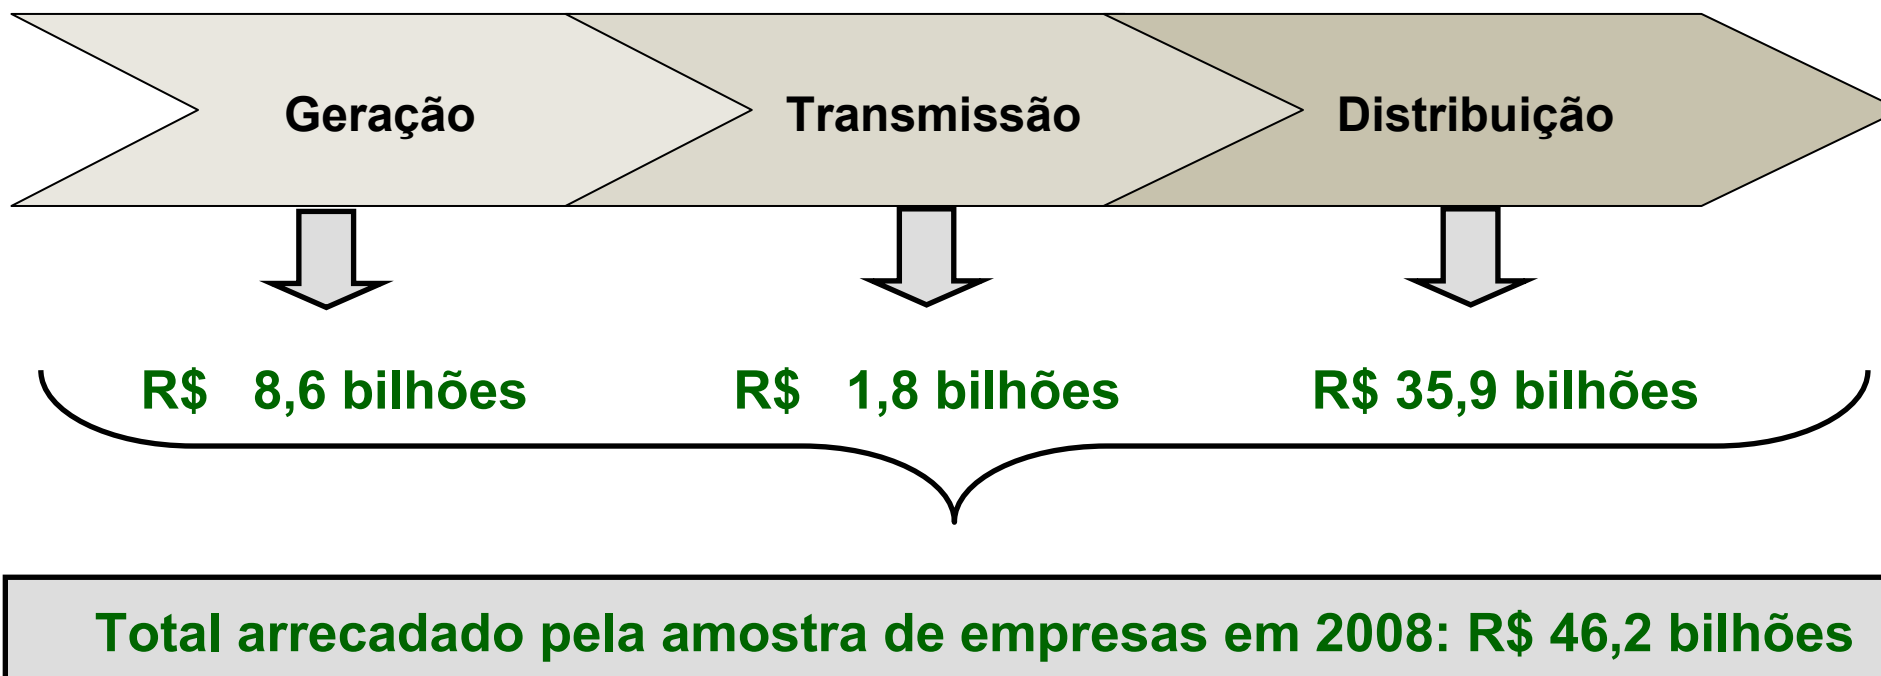 Geração Transmissão Distribuição
R$ 8,6 bilhões R$ 1,8 bilhões R$ 35,9 bilhões
Total arrecadado pela amostra de empresas em 2008: R$ 46,2 bilhões